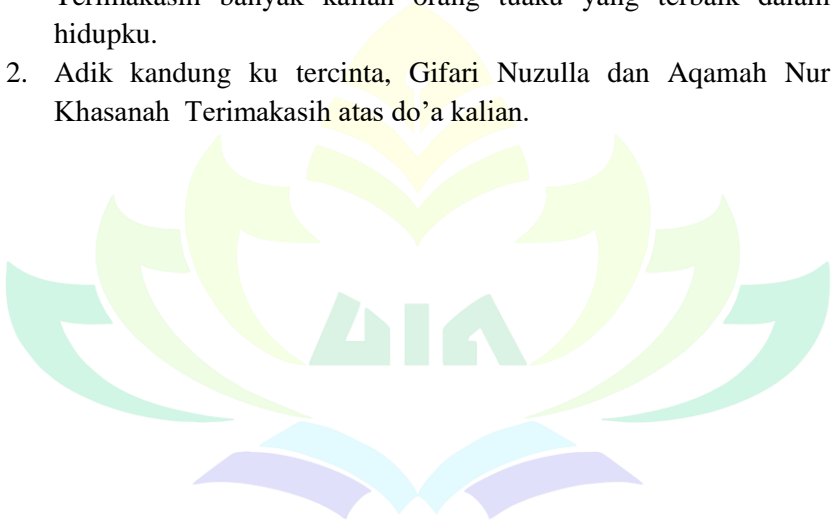 Terimakasih banyak kalian orang tuaku yang terbaik dalam
hidupku.
2. Adik kandung ku tercinta, Gifari Nuzulla dan Aqamah Nur
Khasanah Terimakasih atas do’a kalian.
UIN